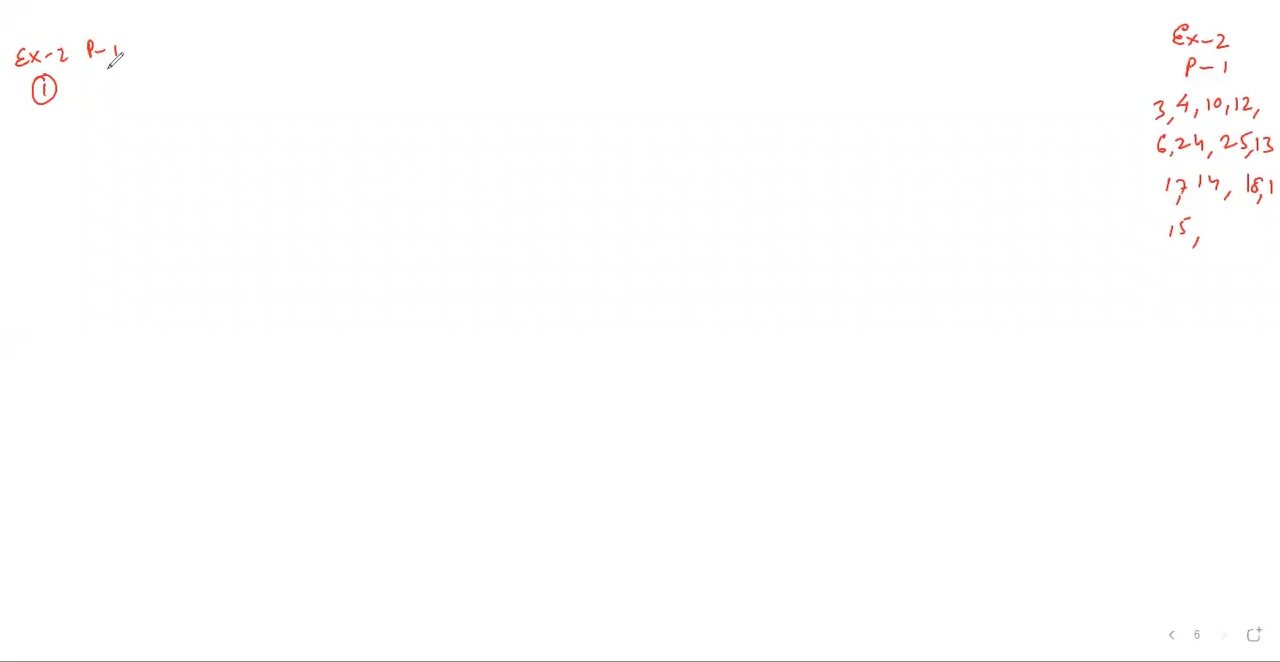 Ex-2 P-1
①
Ex-2
P-1
3, 4, 10, 12,
6, 24, 25, 13
17, 14, 18, 1
15,
6